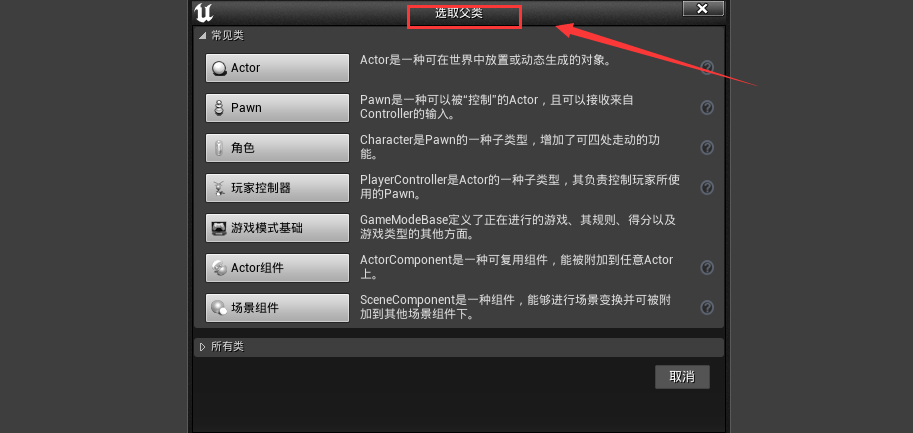 选取父类
常见类
Actor
Actor是一种可在世界中放置或动态生成的对象。
Pawn
Pawn是一种可以被“控制”的Actor，且可以接收来自
Controller的输入。
角色
Character是Pawn的一种子类型，增加了可四处走动的功
能。
玩家控制器
PlayerController是Actor的一种子类型，其负责控制玩家所使
用的Pawn。
游戏模式基础
GameModeBase定义了正在进行的游戏、其规则、得分以及
游戏类型的其他方面。
Actor组件
ActorComponent是一种可复用组件，能被附加到任意Actor
上。
场景组件
SceneComponent是一种组件，能够进行场景变换并可被附
加到其他场景组件下。
所有类
取消